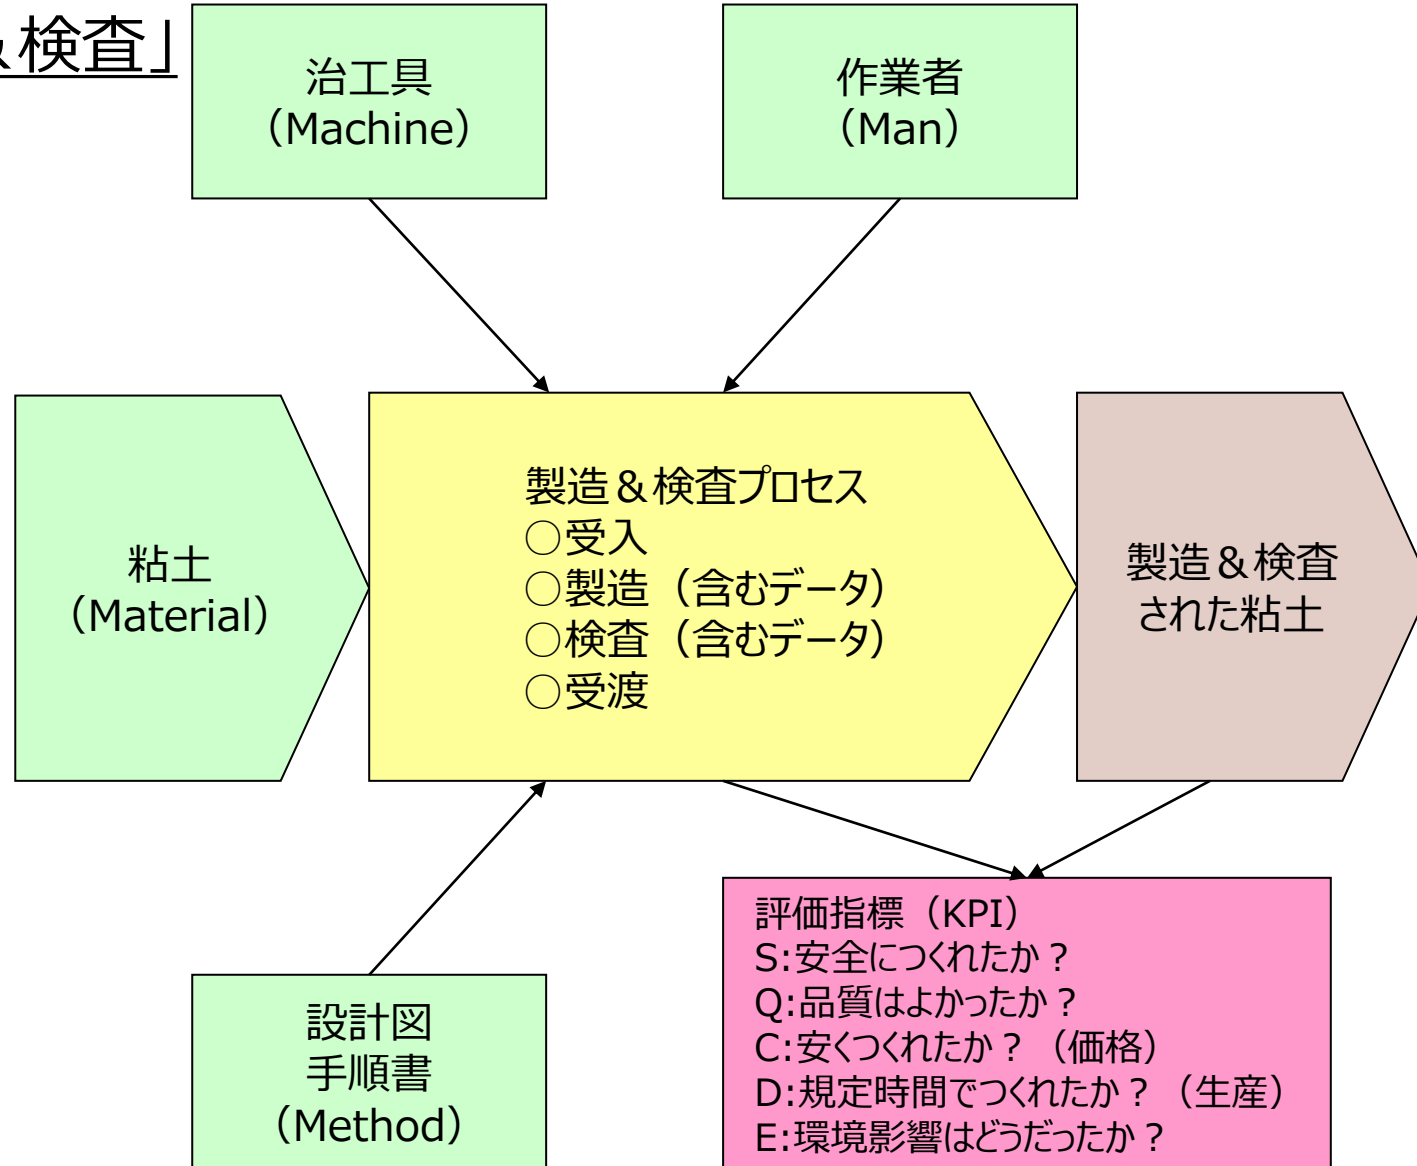 ＆検査」
治工具
（Machine）
作業者
（Man）
粘土
（Material）
製造＆検査プロセス
○受入
○製造（含むデータ）
○検査（含むデータ）
○受渡
製造＆検査
された粘土
設計図
手順書
（Method）
評価指標（KPI）
S:安全につくれたか？
Q:品質はよかったか？
C:安くつくれたか？（価格）
D:規定時間でつくれたか？（生産）
E:環境影響はどうだったか？